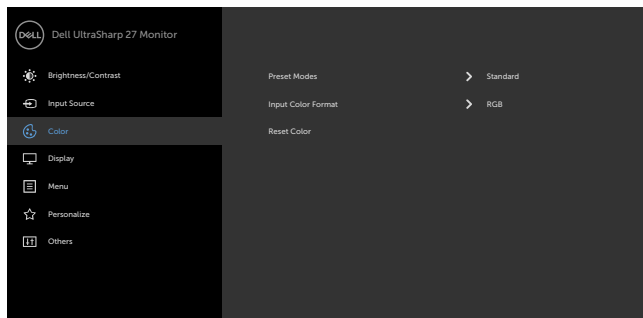 DELL Dell UltraSharp 27 Monitor
Brightness/Contrast
Preset Modes Standard
Input Source
Input Color Format RGB
Color
Reset Color
Display
Menu
Personalize
Others